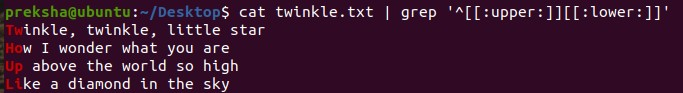 preksha@ubuntu:~/Desktop$ cat twinkle.txt | grep '^[[:upper:]][[:lower:]]'
Twinkle, twinkle, little star
How I wonder what you are
Up above the world so high
Like a diamond in the sky